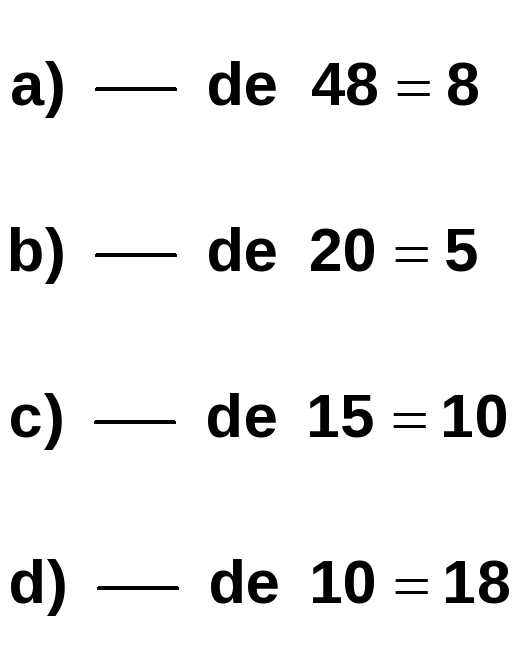 a) — de 48 = 8
b) — de 20 = 5
c) — de 15 = 10
d) — de 10 = 18